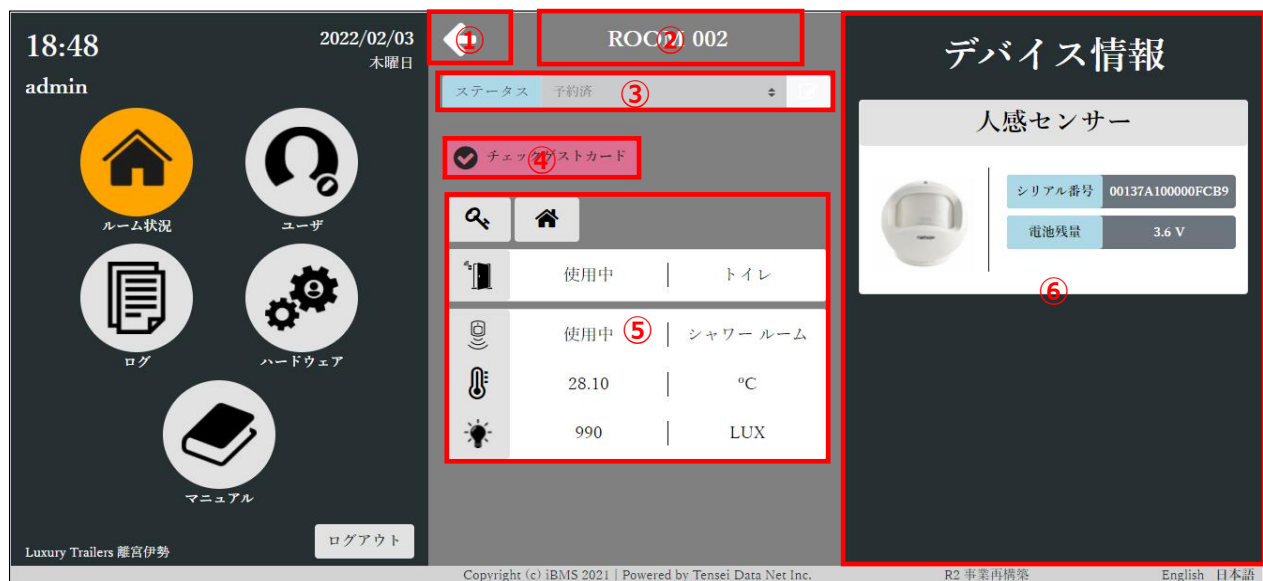 18:48
2022/02/03
木曜日
admin
ルーム状況
ユーザ
ログ
ハードウェア
マニュアル
ログアウト
Luxury Trailers 離宮伊勢
①
ROOM 002
②
ステータス 予約済
③
チェックゲストカード
④
使用中 | トイレ
使用中 | シャワー ルーム
⑤
28.10 | °C
990 | LUX
デバイス情報
人感センサー
シリアル番号 00137A100000FCB9
電池残量 3.6 V
⑥
Copyright (c) iBMS 2021 | Powered by Tensei Data Net Inc.
R2 事業再構築
English 日本語